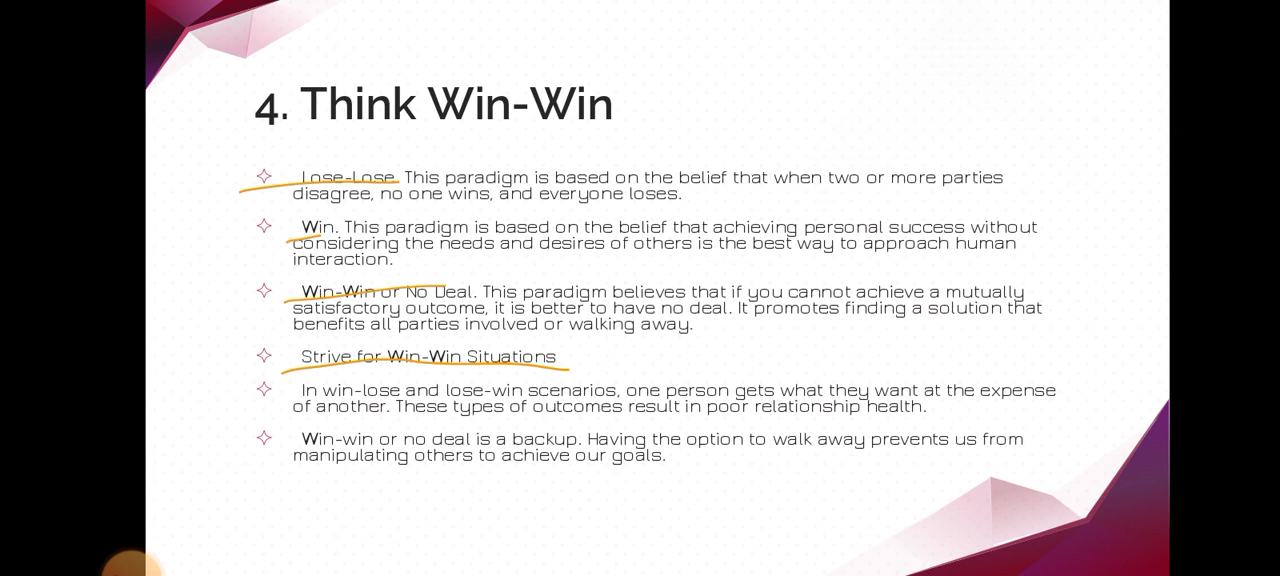 4. Think Win-Win
Lose-Lose. This paradigm is based on the belief that when two or more parties
disagree, no one wins, and everyone loses.
Win. This paradigm is based on the belief that achieving personal success without
considering the needs and desires of others is the best way to approach human
interaction.
Win-Win or No Deal. This paradigm believes that if you cannot achieve a mutually
satisfactory outcome, it is better to have no deal. It promotes finding a solution that
benefits all parties involved or walking away.
Strive for Win-Win Situations
In win-lose and lose-win scenarios, one person gets what they want at the expense
of another. These types of outcomes result in poor relationship health.
Win-win or no deal is a backup. Having the option to walk away prevents us from
manipulating others to achieve our goals.